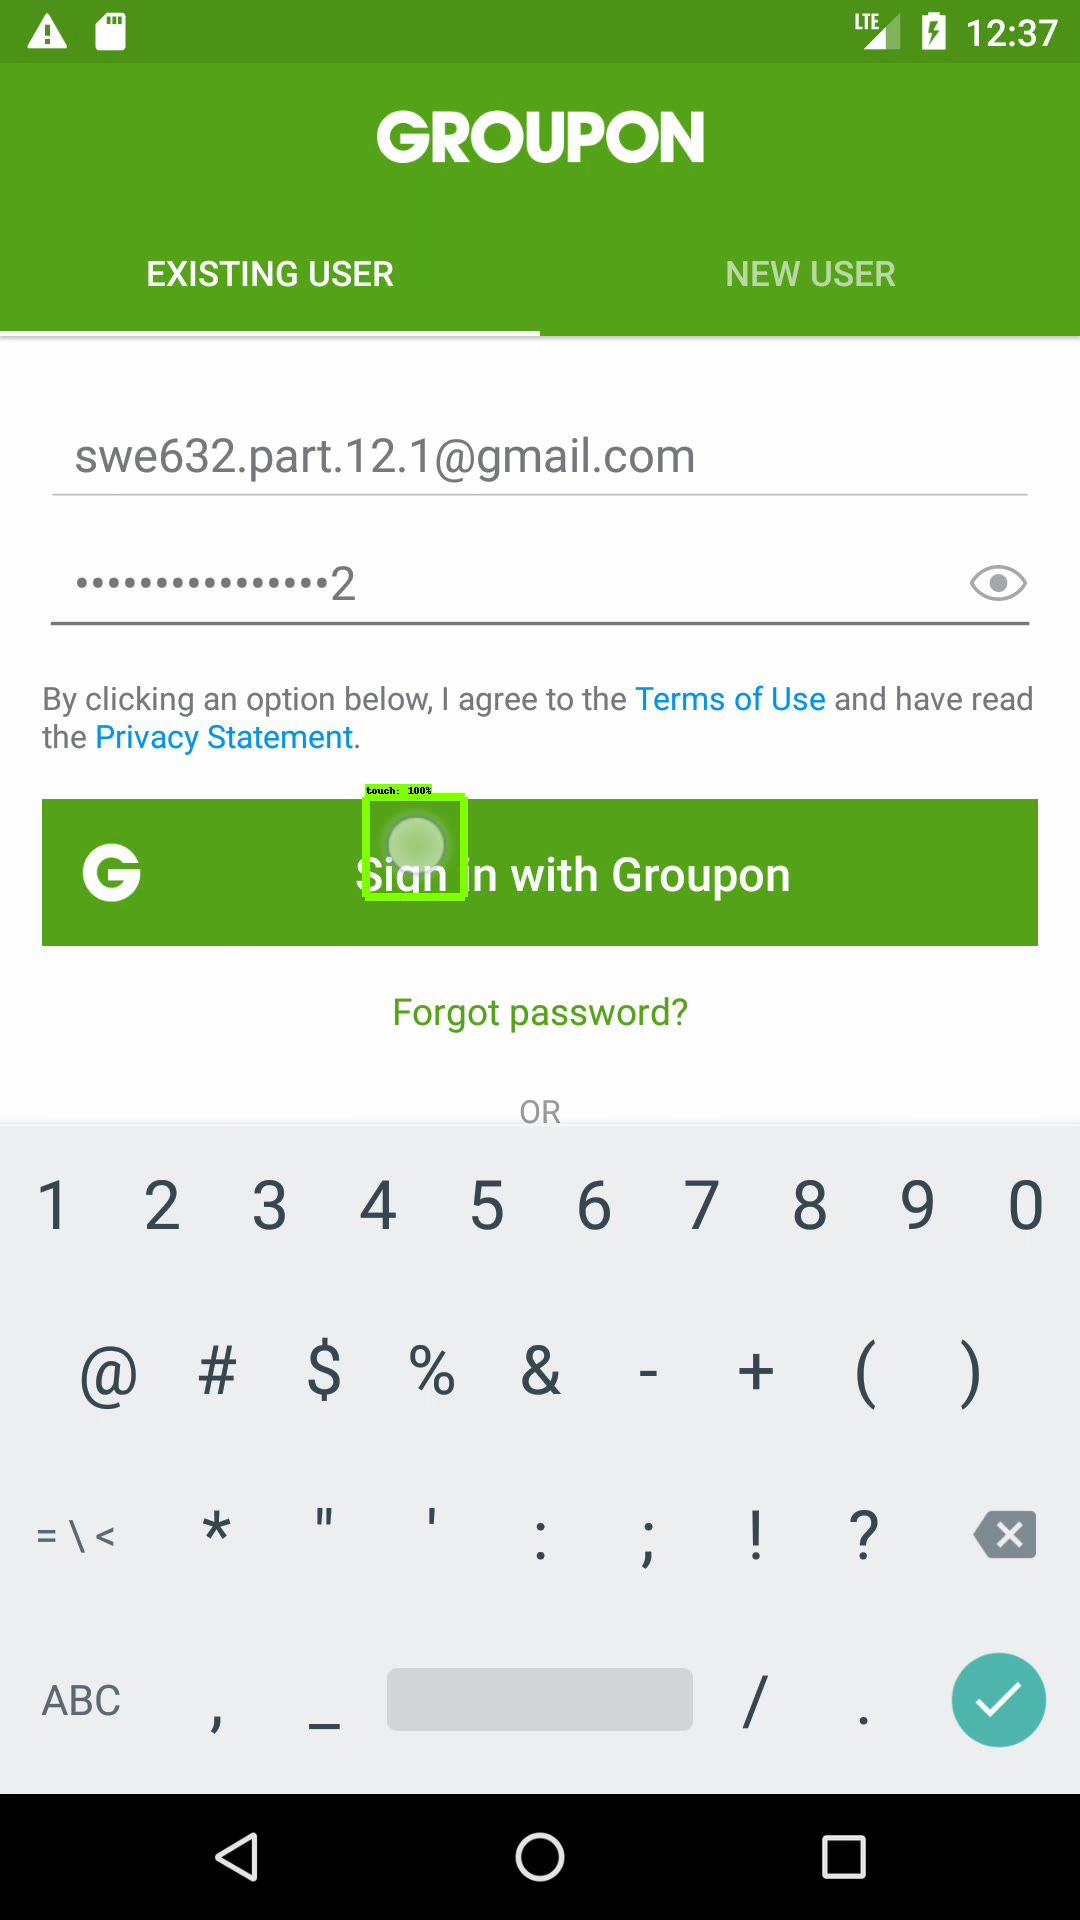 LTE 12:37
GROUPON
EXISTING USER NEW USER
swe632.part.12.1@gmail.com
••••••••••••••••2
By clicking an option below, I agree to the Terms of Use and have read
the Privacy Statement.
touch: 100%
G Sign in with Groupon
Forgot password?
OR
1 2 3 4 5 6 7 8 9 0
@ # $ % & - + ( )
= \ < * " ' : ; ! ?
ABC , _ / .